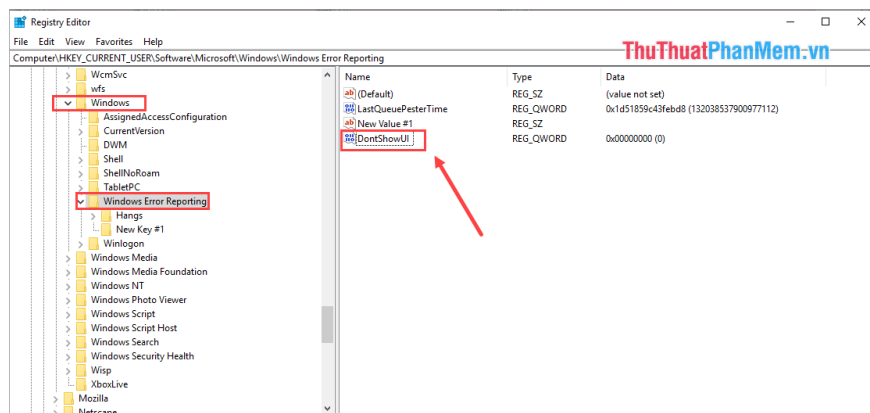 Registry Editor
File Edit View Favorites Help
ThuThuatPhanMem.vn
Computer\HKEY_CURRENT_USER\Software\Microsoft\Windows\Windows Error Reporting
WcmSvc
wfs
Windows
AssignedAccessConfiguration
CurrentVersion
DWM
Shell
ShellNoRoam
TabletPC
Windows Error Reporting
Hangs
New Key #1
Winlogon
Windows Media
Windows Media Foundation
Windows NT
Windows Photo Viewer
Windows Script
Windows Script Host
Windows Search
Windows Security Health
Wisp
XboxLive
Mozilla
Netscape
Name Type Data
(Default) REG_SZ (value not set)
LastQueuePesterTime REG_QWORD 0x1d51859c43febd8 (132038537900977112)
New Value #1 REG_SZ
DontShowUI REG_QWORD 0x00000000 (0)